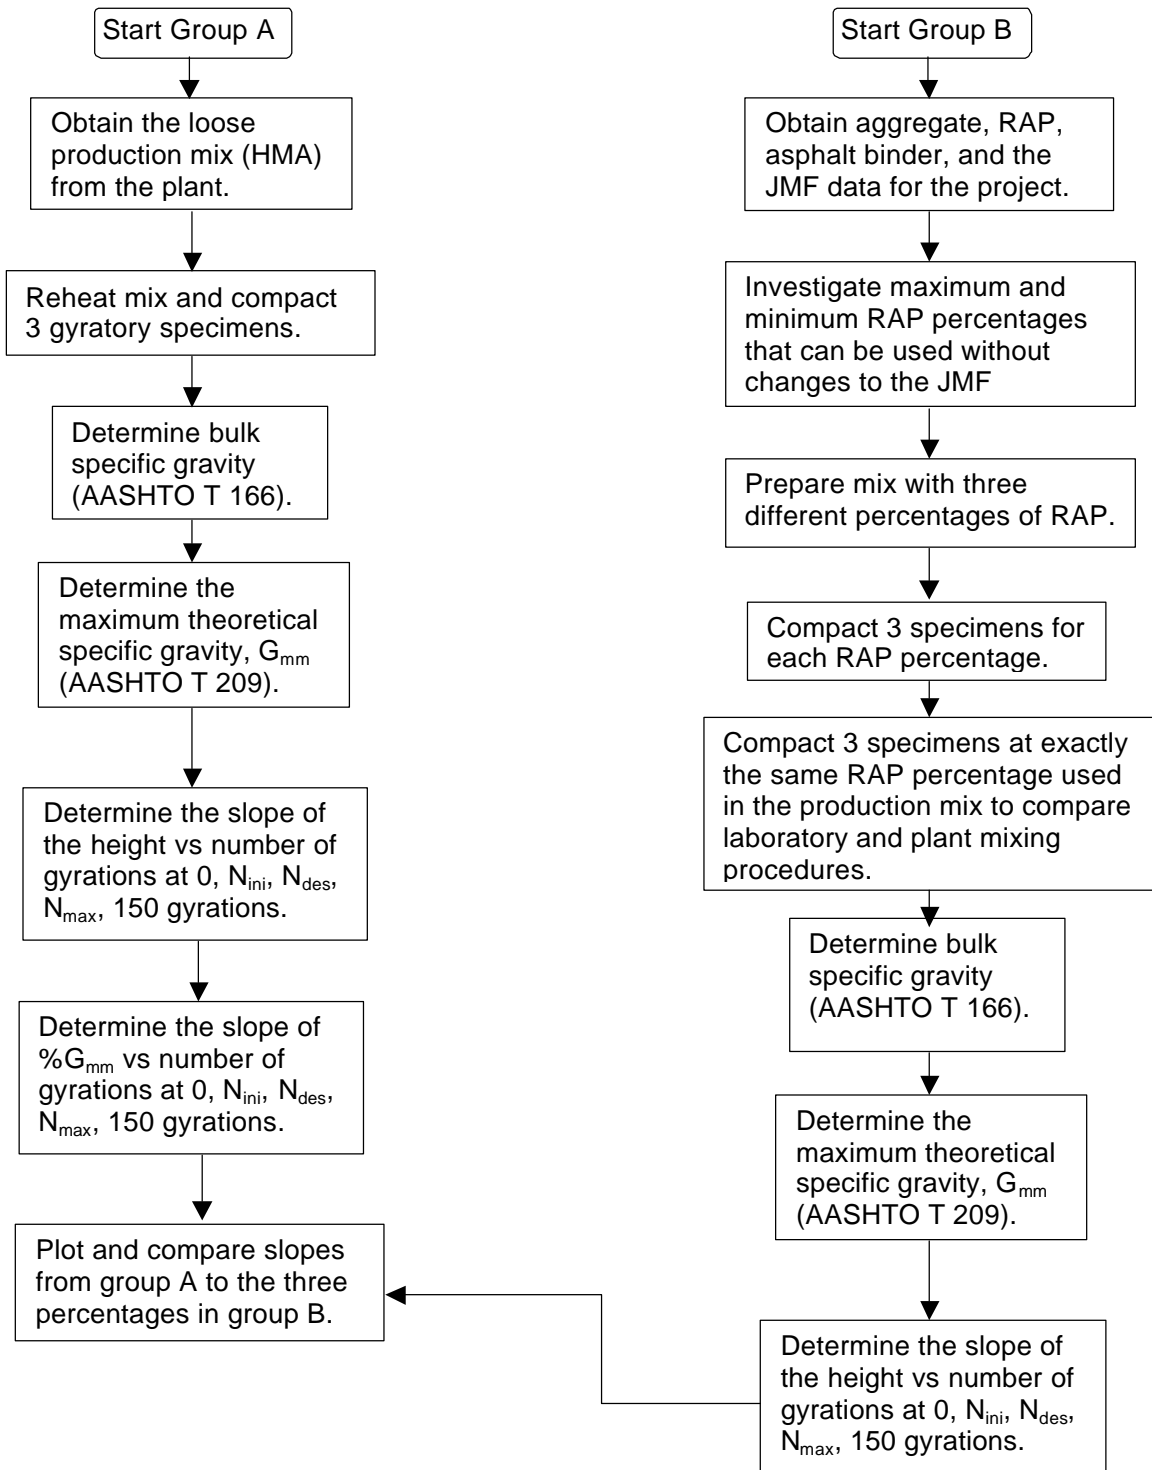 Start Group A
Obtain the loose
production mix (HMA)
from the plant.
Reheat mix and compact
3 gyratory specimens.
Determine bulk
specific gravity
(AASHTO T 166).
Determine the
maximum theoretical
specific gravity, Gmm
(AASHTO T 209).
Determine the slope of
the height vs number of
gyrations at 0, Nini, Ndes,
Nmax, 150 gyrations.
Determine the slope of
%Gmm vs number of
gyrations at 0, Nini, Ndes,
Nmax, 150 gyrations.
Plot and compare slopes
from group A to the three
percentages in group B.
Start Group B
Obtain aggregate, RAP,
asphalt binder, and the
JMF data for the project.
Investigate maximum and
minimum RAP percentages
that can be used without
changes to the JMF
Prepare mix with three
different percentages of RAP.
Compact 3 specimens for
each RAP percentage.
Compact 3 specimens at exactly
the same RAP percentage used
in the production mix to compare
laboratory and plant mixing
procedures.
Determine bulk
specific gravity
(AASHTO T 166).
Determine the
maximum theoretical
specific gravity, Gmm
(AASHTO T 209).
Determine the slope of
the height vs number of
gyrations at 0, Nini, Ndes,
Nmax, 150 gyrations.